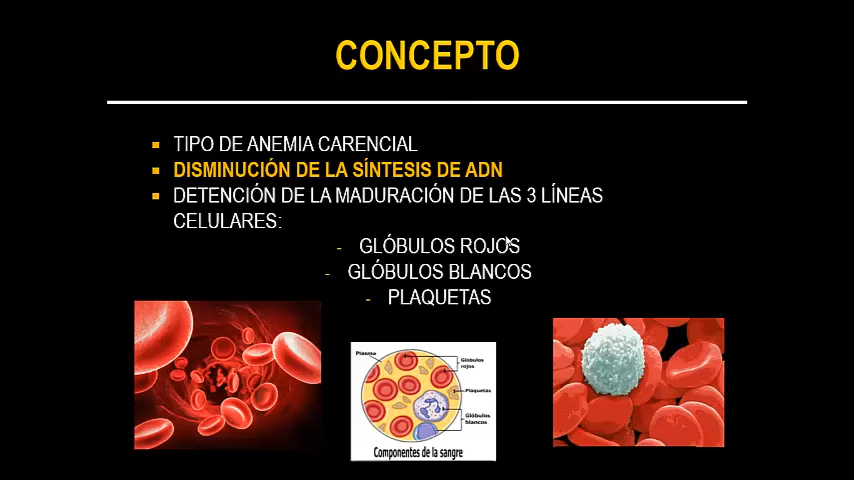 CONCEPTO
TIPO DE ANEMIA CARENCIAL
DISMINUCIÓN DE LA SÍNTESIS DE ADN
DETENCIÓN DE LA MADURACIÓN DE LAS 3 LÍNEAS
CELULARES:
- GLÓBULOS ROJOS
- GLÓBULOS BLANCOS
- PLAQUETAS
Plasma
Glóbulos
rojos
Plaquetas
Glóbulos
blancos
Componentes de la sangre